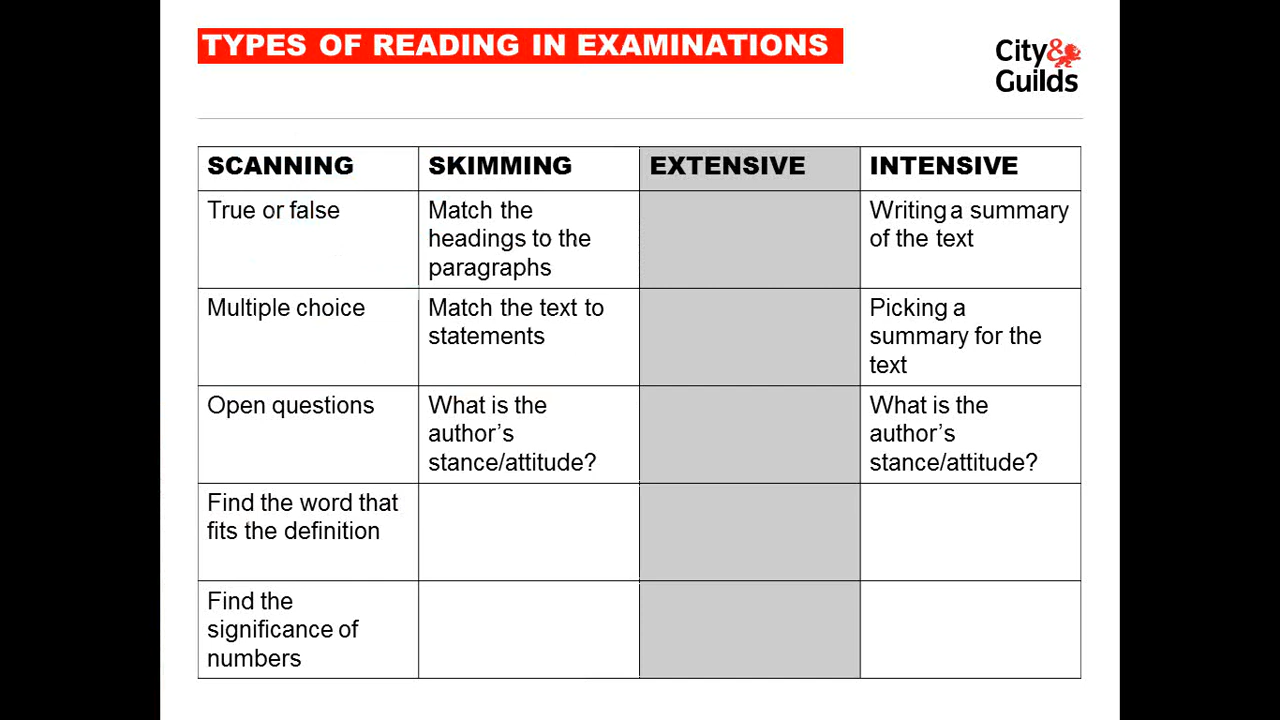 TYPES OF READING IN EXAMINATIONS
City&
Guilds
SCANNING
SKIMMING
EXTENSIVE
INTENSIVE
True or false
Match the
headings to the
paragraphs
Writing a summary
of the text
Multiple choice
Match the text to
statements
Picking a
summary for the
text
Open questions
What is the
author's
stance/attitude?
What is the
author's
stance/attitude?
Find the word that
fits the definition
Find the
significance of
numbers